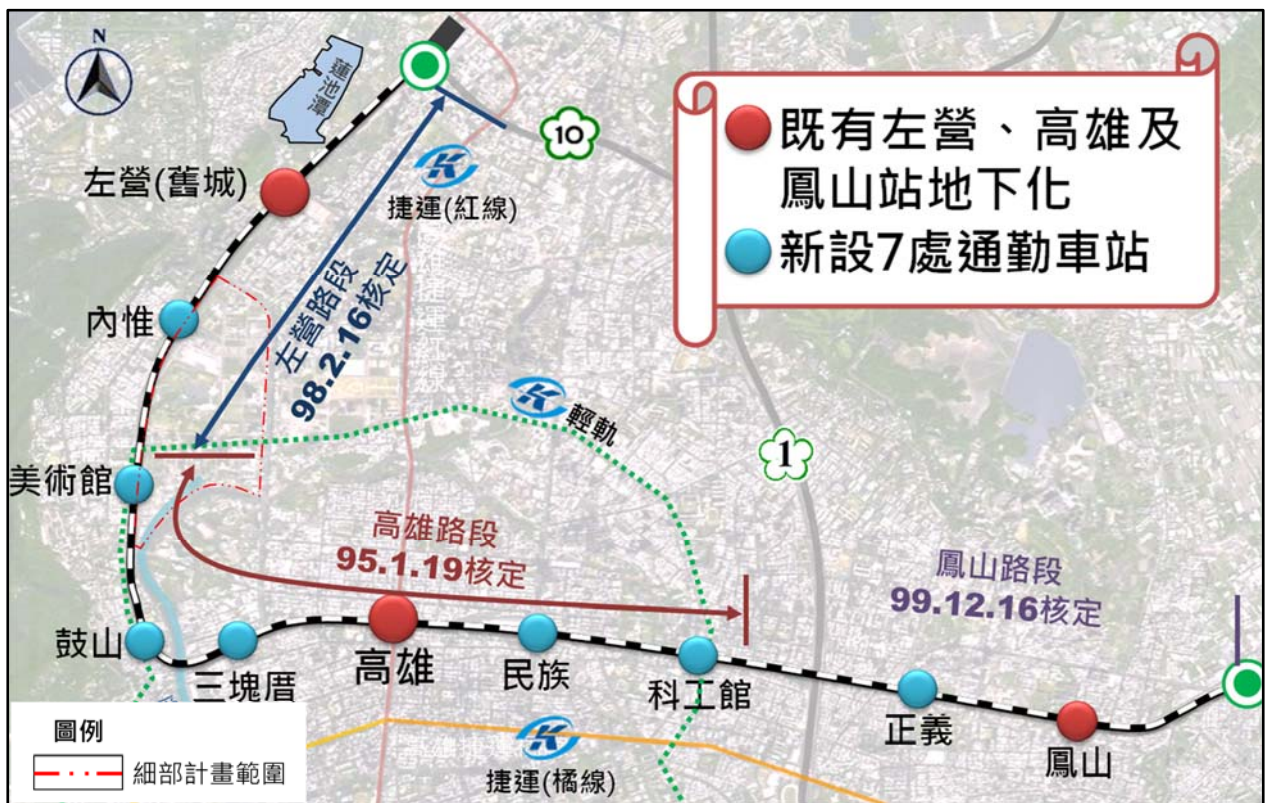 N
蓮池潭
10
既有左營、高雄及
鳳山站地下化
新設7處通勤車站
左營(舊城)
捷運(紅線)
左營路段
98.2.16核定
內惟
輕軌
1
美術館
高雄路段
95.1.19核定
鳳山路段
99.12.16核定
鼓山
三塊厝
高雄
民族
科工館
正義
鳳山
捷運(橘線)
圖例
細部計畫範圍